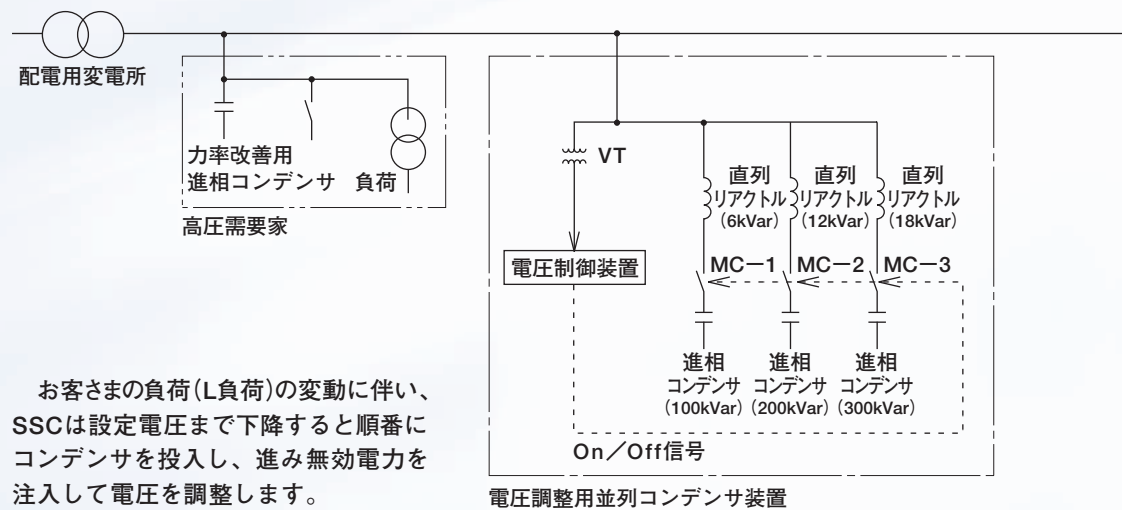 配電用変電所
力率改善用
進相コンデンサ 負荷
高圧需要家
VT
電圧制御装置
直列
リアクトル
(6kVar)
直列
リアクトル
(12kVar)
直列
リアクトル
(18kVar)
MC−1
MC−2
MC−3
進相
コンデンサ
(100kVar)
進相
コンデンサ
(200kVar)
進相
コンデンサ
(300kVar)
On／Off信号
電圧調整用並列コンデンサ装置
お客さまの負荷(L負荷)の変動に伴い、
SSCは設定電圧まで下降すると順番に
コンデンサを投入し、進み無効電力を
注入して電圧を調整します。